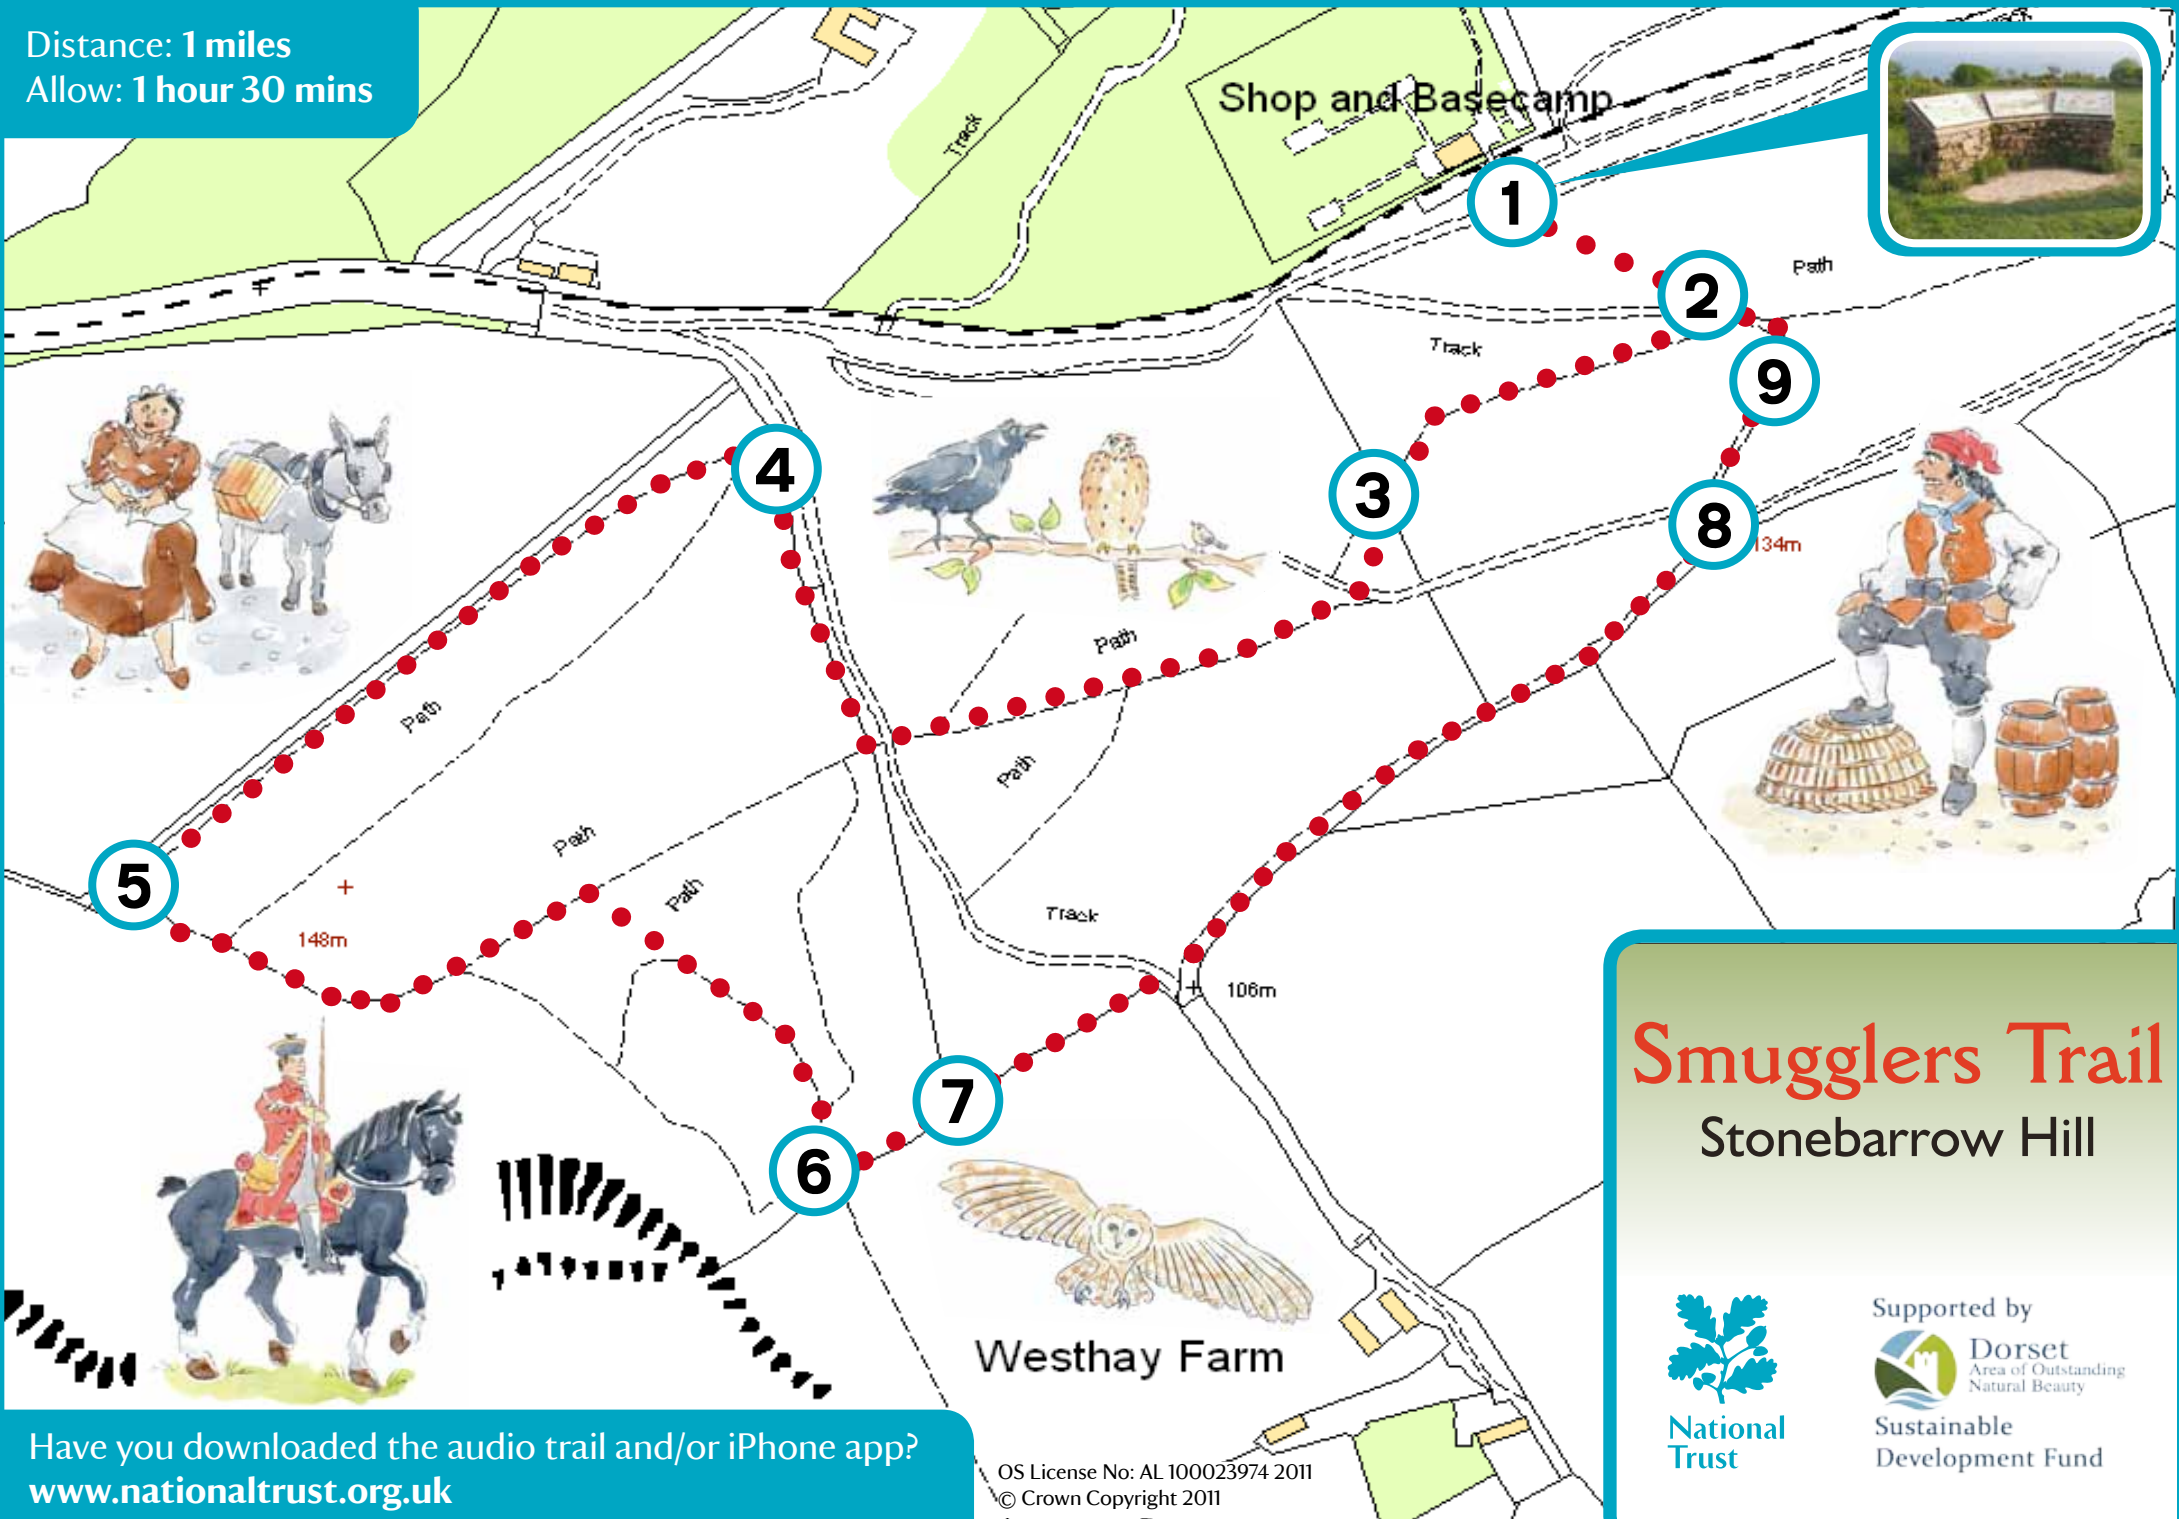 Distance: 1 miles
Allow: 1 hour 30 mins
Shop and Basecamp
Track
1
2
Path
Track
9
4
3
8
134m
Path
Path
Path
5
Path
Path
148m
Track
106m
7
6
Westhay Farm
Smugglers Trail
Stonebarrow Hill
National
Trust
Supported by
Dorset
Area of Outstanding
Natural Beauty
Sustainable
Development Fund
Have you downloaded the audio trail and/or iPhone app?
www.nationaltrust.org.uk
OS License No: AL 100023974 2011
© Crown Copyright 2011